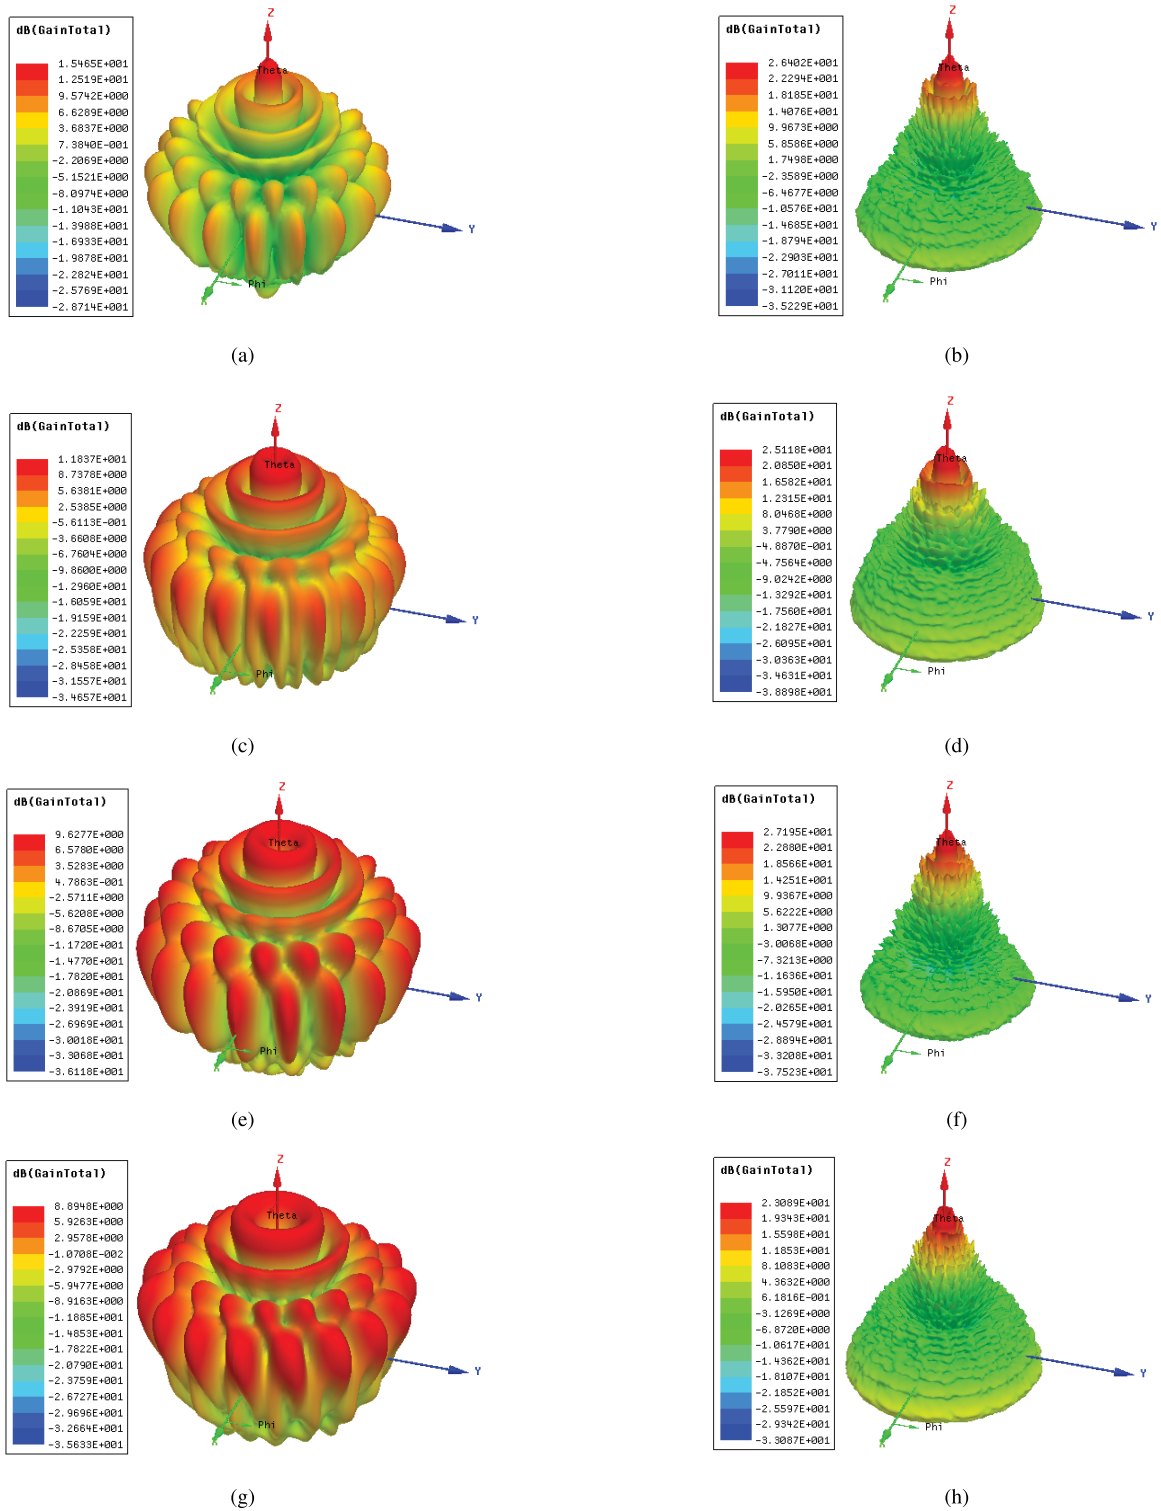 dB(GainTotal)
1.5465E+001
1.2519E+001
9.5742E+000
6.6289E+000
3.6837E+000
7.3840E-001
-2.2069E+000
-5.1521E+000
-8.0974E+000
-1.1043E+001
-1.3988E+001
-1.6933E+001
-1.9878E+001
-2.2824E+001
-2.5769E+001
-2.8714E+001
Z
Theta
Y
Phi
X
(a)
dB(GainTotal)
2.6402E+001
2.2294E+001
1.8185E+001
1.4076E+001
9.9673E+000
5.8586E+000
1.7498E+000
-2.3589E+000
-6.4677E+000
-1.0576E+001
-1.4685E+001
-1.8794E+001
-2.2903E+001
-2.7011E+001
-3.1120E+001
-3.5229E+001
Z
Theta
Y
Phi
X
(b)
dB(GainTotal)
1.1837E+001
8.7378E+000
5.6381E+000
2.5385E+000
-5.6113E-001
-3.6608E+000
-6.7604E+000
-9.8600E+000
-1.2960E+001
-1.6059E+001
-1.9159E+001
-2.2259E+001
-2.5358E+001
-2.8458E+001
-3.1557E+001
-3.4657E+001
Z
Theta
Y
Phi
X
(c)
dB(GainTotal)
2.5118E+001
2.0850E+001
1.6582E+001
1.2315E+001
8.0468E+000
3.7790E+000
-4.8870E-001
-4.7564E+000
-9.0242E+000
-1.3292E+001
-1.7560E+001
-2.1827E+001
-2.6095E+001
-3.0363E+001
-3.4631E+001
-3.8898E+001
Z
Theta
Y
Phi
X
(d)
dB(GainTotal)
9.6277E+000
6.5780E+000
3.5283E+000
4.7863E-001
-2.5711E+000
-5.6208E+000
-8.6705E+000
-1.1720E+001
-1.4770E+001
-1.7820E+001
-2.0869E+001
-2.3919E+001
-2.6969E+001
-3.0018E+001
-3.3068E+001
-3.6118E+001
Z
Theta
Y
Phi
X
(e)
dB(GainTotal)
2.7195E+001
2.2880E+001
1.8566E+001
1.4251E+001
9.9367E+000
5.6222E+000
1.3077E+000
-3.0068E+000
-7.3213E+000
-1.1636E+001
-1.5950E+001
-2.0265E+001
-2.4579E+001
-2.8894E+001
-3.3208E+001
-3.7523E+001
Z
Theta
Y
Phi
X
(f)
dB(GainTotal)
8.8948E+000
5.9263E+000
2.9578E+000
-1.0708E-002
-2.9792E+000
-5.9477E+000
-8.9163E+000
-1.1885E+001
-1.4853E+001
-1.7822E+001
-2.0790E+001
-2.3759E+001
-2.6727E+001
-2.9696E+001
-3.2664E+001
-3.5633E+001
Z
Theta
Y
Phi
X
(g)
dB(GainTotal)
2.3089E+001
1.9343E+001
1.5598E+001
1.1853E+001
8.1083E+000
4.3632E+000
6.1816E-001
-3.1269E+000
-6.8720E+000
-1.0617E+001
-1.4362E+001
-1.8107E+001
-2.1852E+001
-2.5597E+001
-2.9342E+001
-3.3087E+001
Z
Theta
Y
Phi
X
(h)